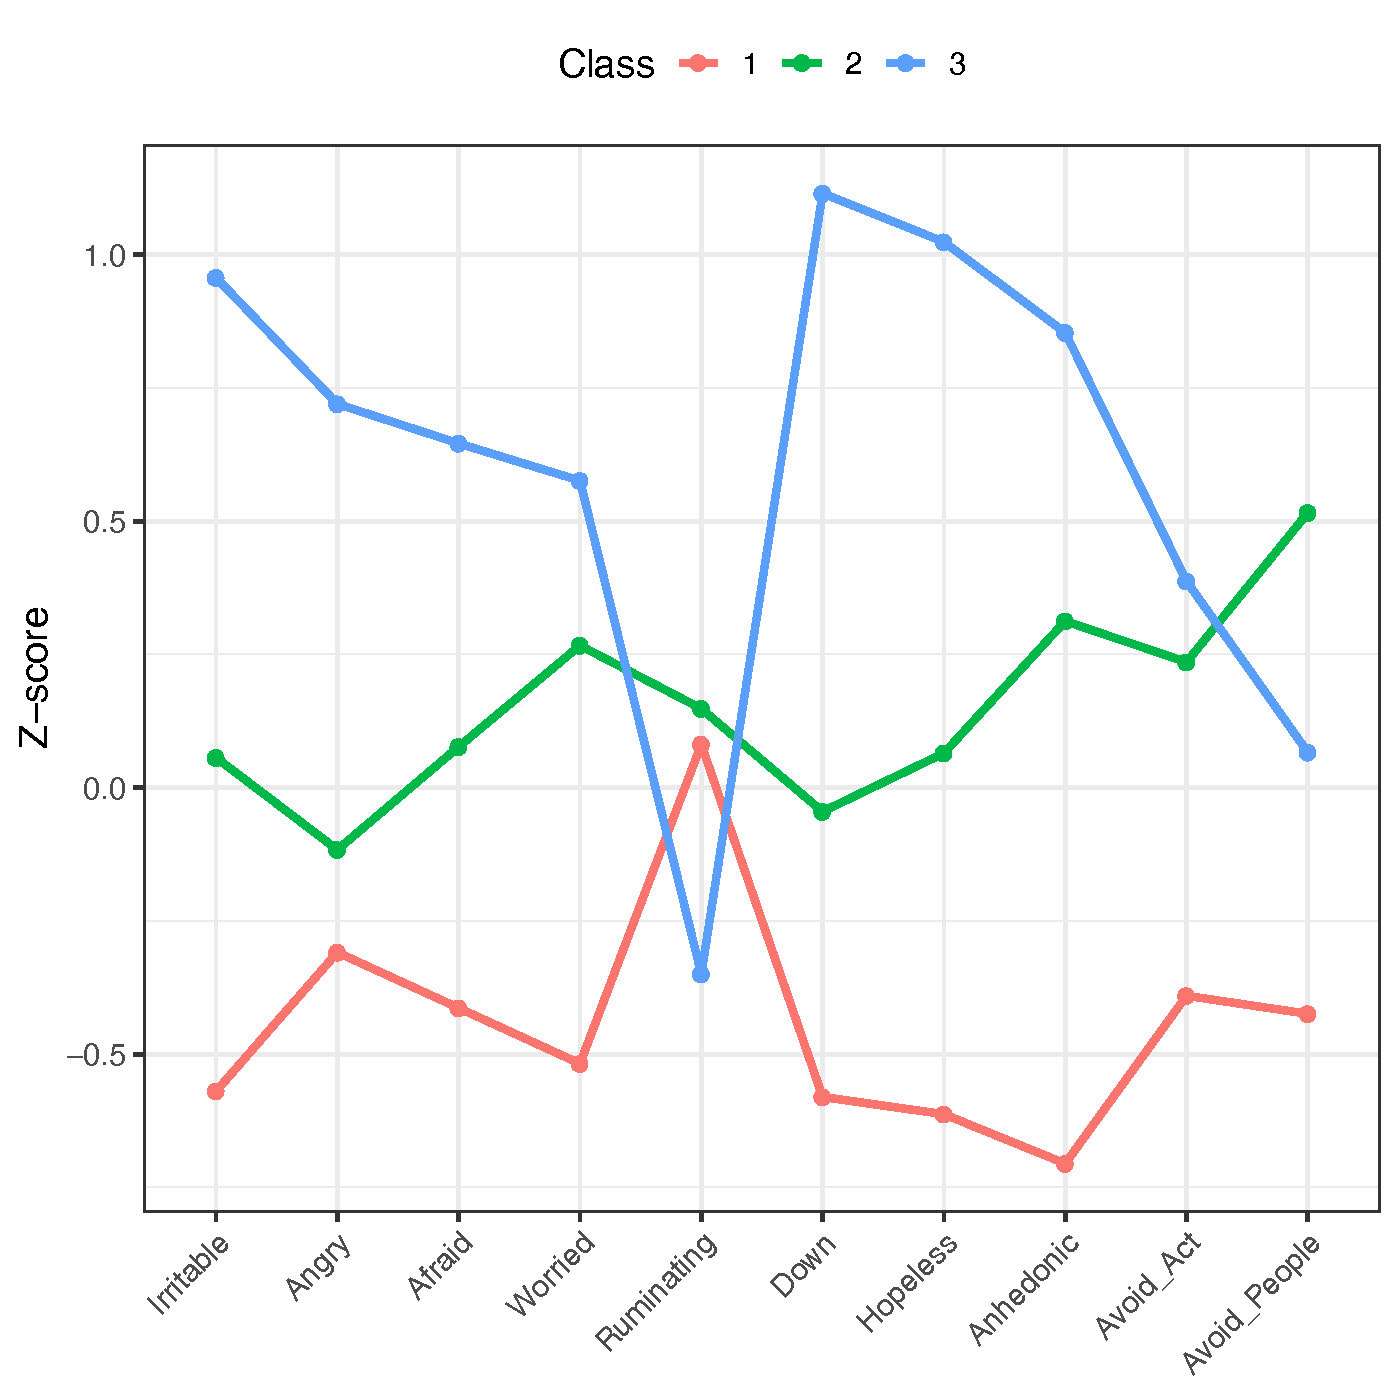 Class 1 2 3
1.0
0.5
0.0
−0.5
Z−score
Irritable
Angry
Afraid
Worried
Ruminating
Down
Hopeless
Anhedonic
Avoid_Act
Avoid_People